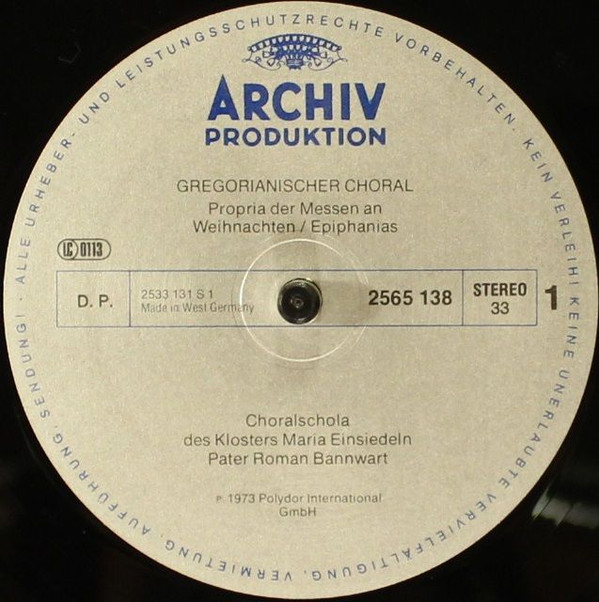 ALLE URHEBER- UND LEISTUNGSSCHUTZRECHTE VORBEHALTEN · KEIN VERLEIH! KEINE UNERLAUBTE VERVIELFÄLTIGUNG, VERMIETUNG, AUFFÜHRUNG, SENDUNG! ·
ARCHIV
PRODUKTION
GREGORIANISCHER CHORAL
Propria der Messen an
Weihnachten / Epiphanias
LC 0113
D. P.
2533 131 S 1
Made in West Germany
2565 138
STEREO
33
1
Choralschola
des Klosters Maria Einsiedeln
Pater Roman Bannwart
℗ 1973 Polydor International
GmbH